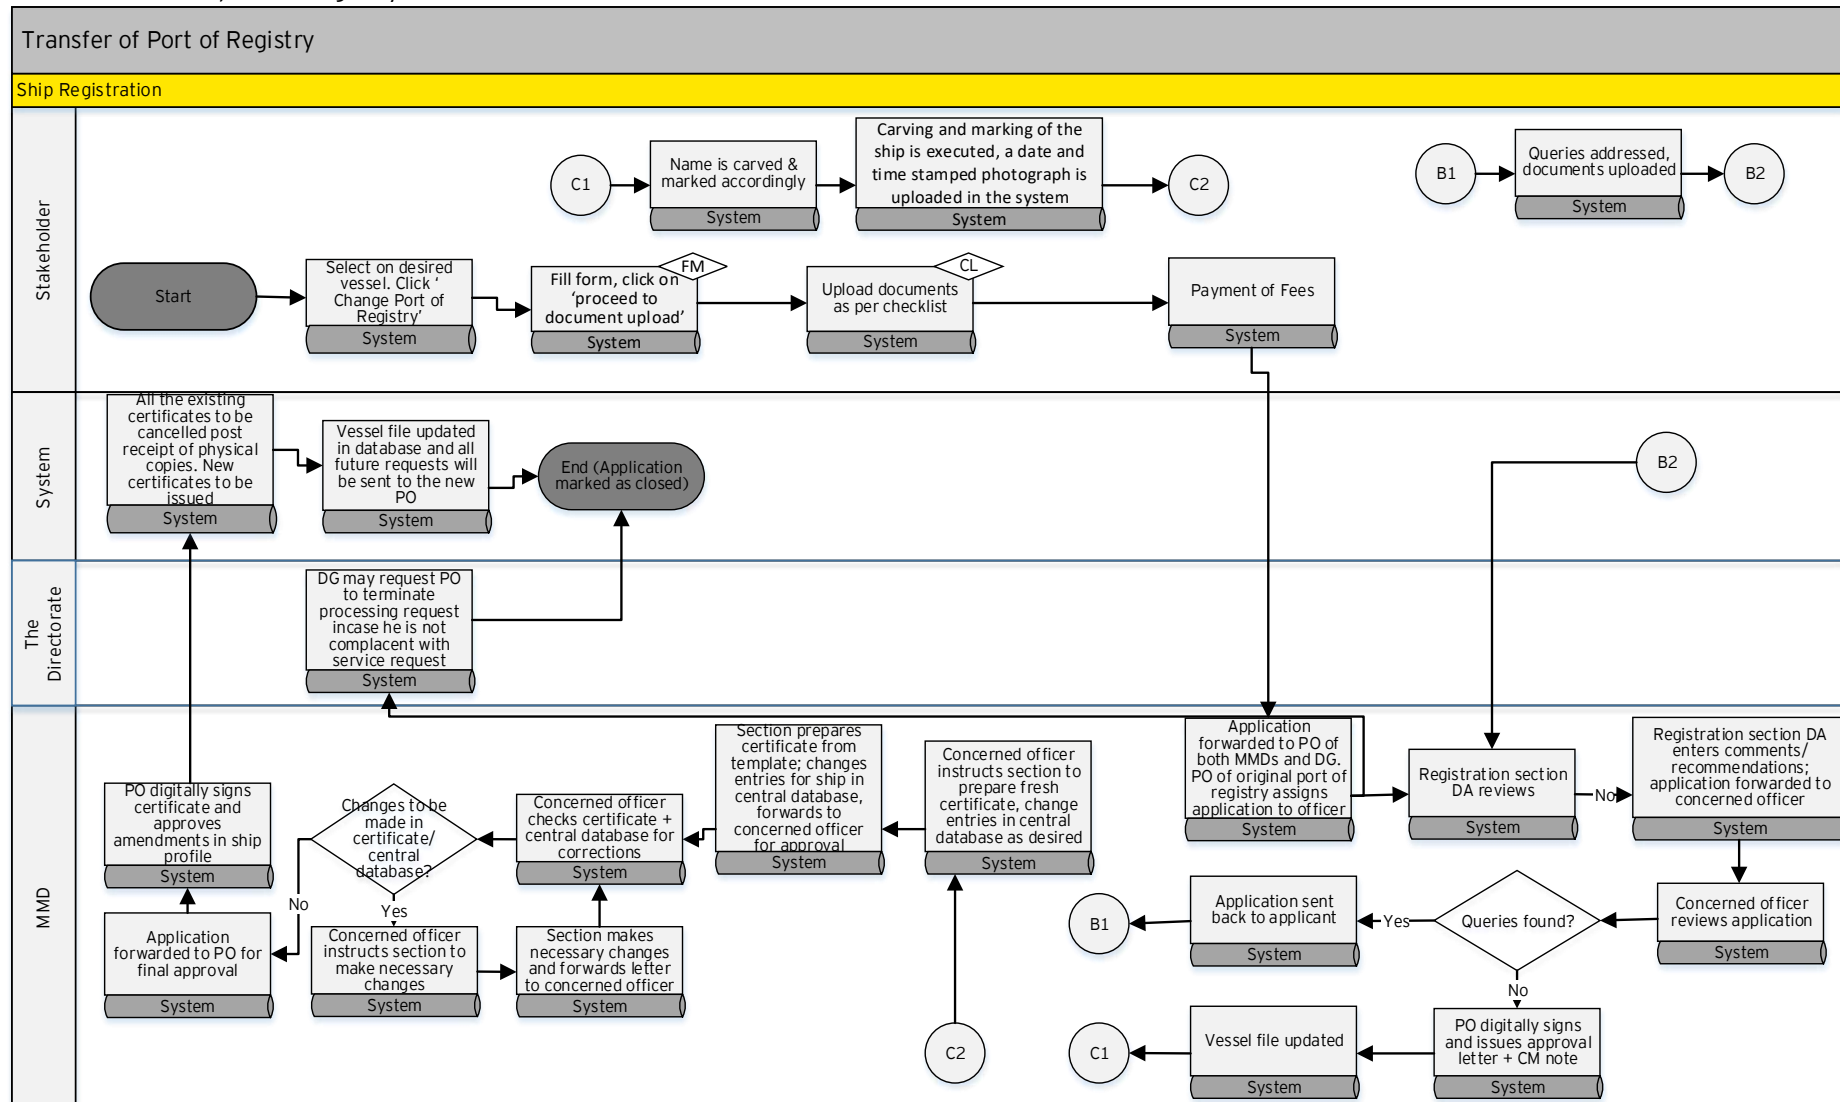 Transfer of Port of Registry
Ship Registration
Stakeholder
C1
Name is carved &
marked accordingly
System
Carving and marking of the
ship is executed, a date and
time stamped photograph is
uploaded in the system
System
C2
B1
Queries addressed,
documents uploaded
System
B2
Start
Select on desired
vessel. Click ‘
Change Port of
Registry’
System
FM
Fill form, click on
‘proceed to
document upload’
System
CL
Upload documents
as per checklist
System
Payment of Fees
System
System
All the existing
certificates to be
cancelled post
receipt of physical
copies. New
certificates to be
issued
System
Vessel file updated
in database and all
future requests will
be sent to the new
PO
System
End (Application
marked as closed)
B2
The
Directorate
DG may request PO
to terminate
processing request
incase he is not
complacent with
service request
System
MMD
PO digitally signs
certificate and
approves
amendments in ship
profile
System
Changes to be
made in
certificate/
central
database?
No
Yes
Concerned officer
checks certificate +
central database for
corrections
System
Section prepares
certificate from
template; changes
entries for ship in
central database,
forwards to
concerned officer
for approval
System
Concerned officer
instructs section to
prepare fresh
certificate, change
entries in central
database as desired
System
Application
forwarded to PO of
both MMDs and DG.
PO of original port of
registry assigns
application to officer
System
Registration section
DA reviews
System
No
Registration section DA
enters comments/
recommendations;
application forwarded to
concerned officer
System
Application
forwarded to PO for
final approval
System
Concerned officer
instructs section to
make necessary
changes
System
Section makes
necessary changes
and forwards letter
to concerned officer
System
C2
B1
Application sent
back to applicant
System
Yes
Queries found?
No
Concerned officer
reviews application
System
C1
Vessel file updated
System
PO digitally signs
and issues approval
letter + CM note
System